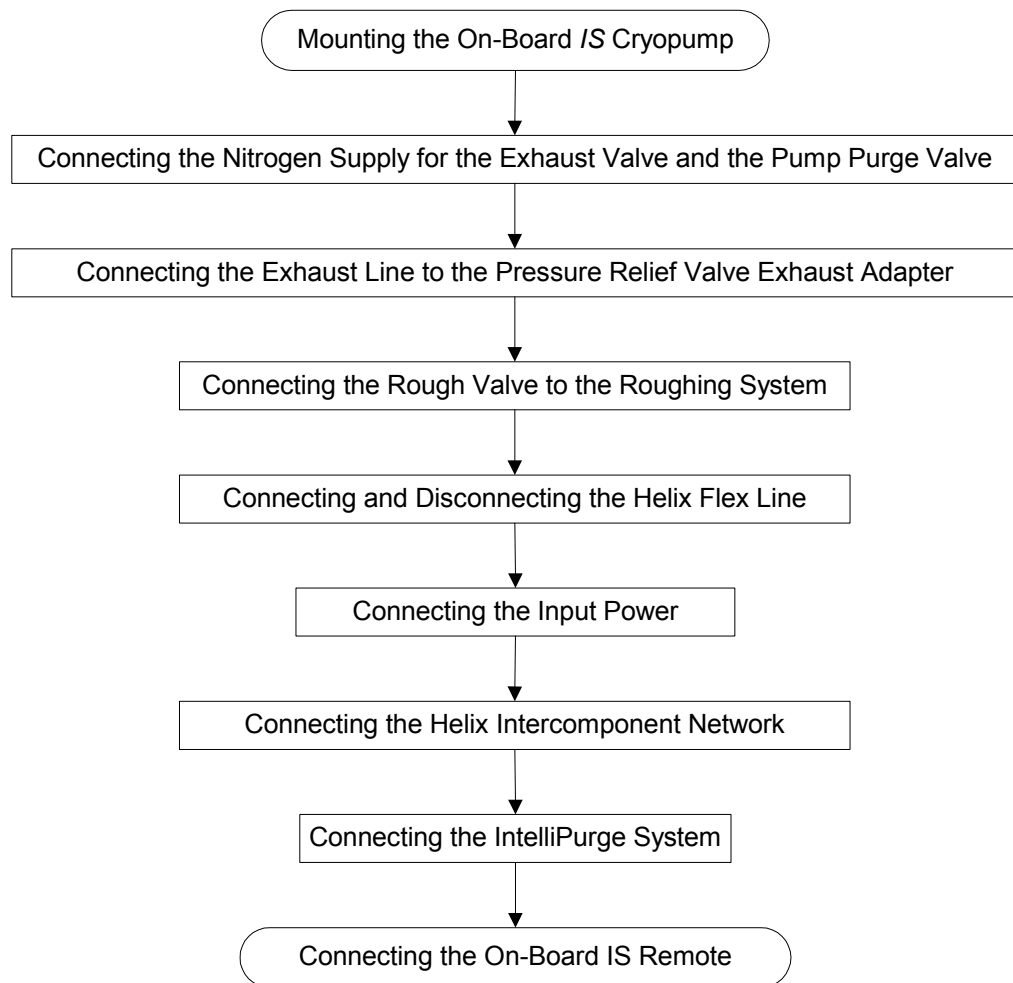 Mounting the On-Board IS Cryopump
Connecting the Nitrogen Supply for the Exhaust Valve and the Pump Purge Valve
Connecting the Exhaust Line to the Pressure Relief Valve Exhaust Adapter
Connecting the Rough Valve to the Roughing System
Connecting and Disconnecting the Helix Flex Line
Connecting the Input Power
Connecting the Helix Intercomponent Network
Connecting the IntelliPurge System
Connecting the On-Board IS Remote